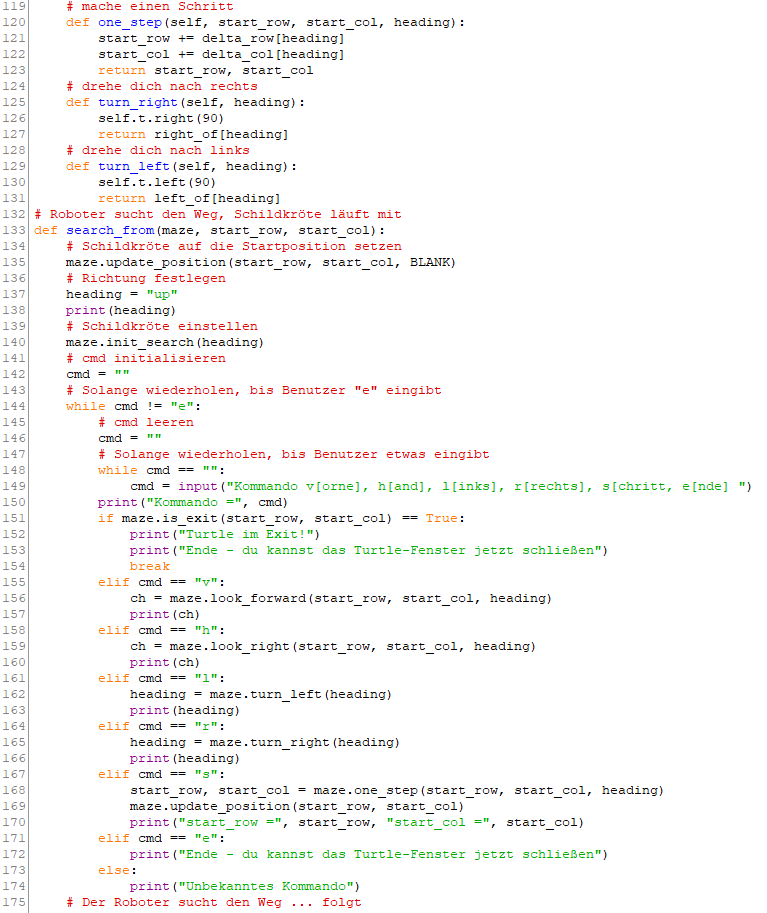 119     # mache einen Schritt
120     def one_step(self, start_row, start_col, heading):
121         start_row += delta_row[heading]
122         start_col += delta_col[heading]
123         return start_row, start_col
124     # drehe dich nach rechts
125     def turn_right(self, heading):
126         self.t.right(90)
127         return right_of[heading]
128     # drehe dich nach links
129     def turn_left(self, heading):
130         self.t.left(90)
131         return left_of[heading]
132 # Roboter sucht den Weg, Schildkröte läuft mit
133 def search_from(maze, start_row, start_col):
134     # Schildkröte auf die Startposition setzen
135     maze.update_position(start_row, start_col, BLANK)
136     # Richtung festlegen
137     heading = "up"
138     print(heading)
139     # Schildkröte einstellen
140     maze.init_search(heading)
141     # cmd initialisieren
142     cmd = ""
143     # Solange wiederholen, bis Benutzer "e" eingibt
144     while cmd != "e":
145         # cmd leeren
146         cmd = ""
147         # Solange wiederholen, bis Benutzer etwas eingibt
148         while cmd == "":
149             cmd = input("Kommando v[orne], h[and], l[inks], r[rechts], s[chritt, e[nde] ")
150         print("Kommando =", cmd)
151         if maze.is_exit(start_row, start_col) == True:
152             print("Turtle im Exit!")
153             print("Ende - du kannst das Turtle-Fenster jetzt schließen")
154             break
155         elif cmd == "v":
156             ch = maze.look_forward(start_row, start_col, heading)
157             print(ch)
158         elif cmd == "h":
159             ch = maze.look_right(start_row, start_col, heading)
160             print(ch)
161         elif cmd == "l":
162             heading = maze.turn_left(heading)
163             print(heading)
164         elif cmd == "r":
165             heading = maze.turn_right(heading)
166             print(heading)
167         elif cmd == "s":
168             start_row, start_col = maze.one_step(start_row, start_col, heading)
169             maze.update_position(start_row, start_col)
170             print("start_row =", start_row, "start_col =", start_col)
171         elif cmd == "e":
172             print("Ende - du kannst das Turtle-Fenster jetzt schließen")
173         else:
174             print("Unbekanntes Kommando")
175     # Der Roboter sucht den Weg ... folgt